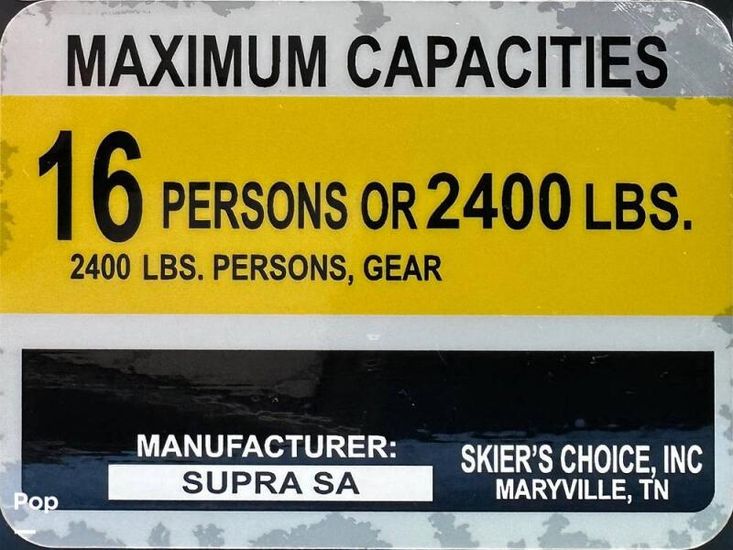 MAXIMUM CAPACITIES
16 PERSONS OR 2400 LBS.
2400 LBS. PERSONS, GEAR
MANUFACTURER:
SUPRA SA
SKIER'S CHOICE, INC
MARYVILLE, TN
Pop